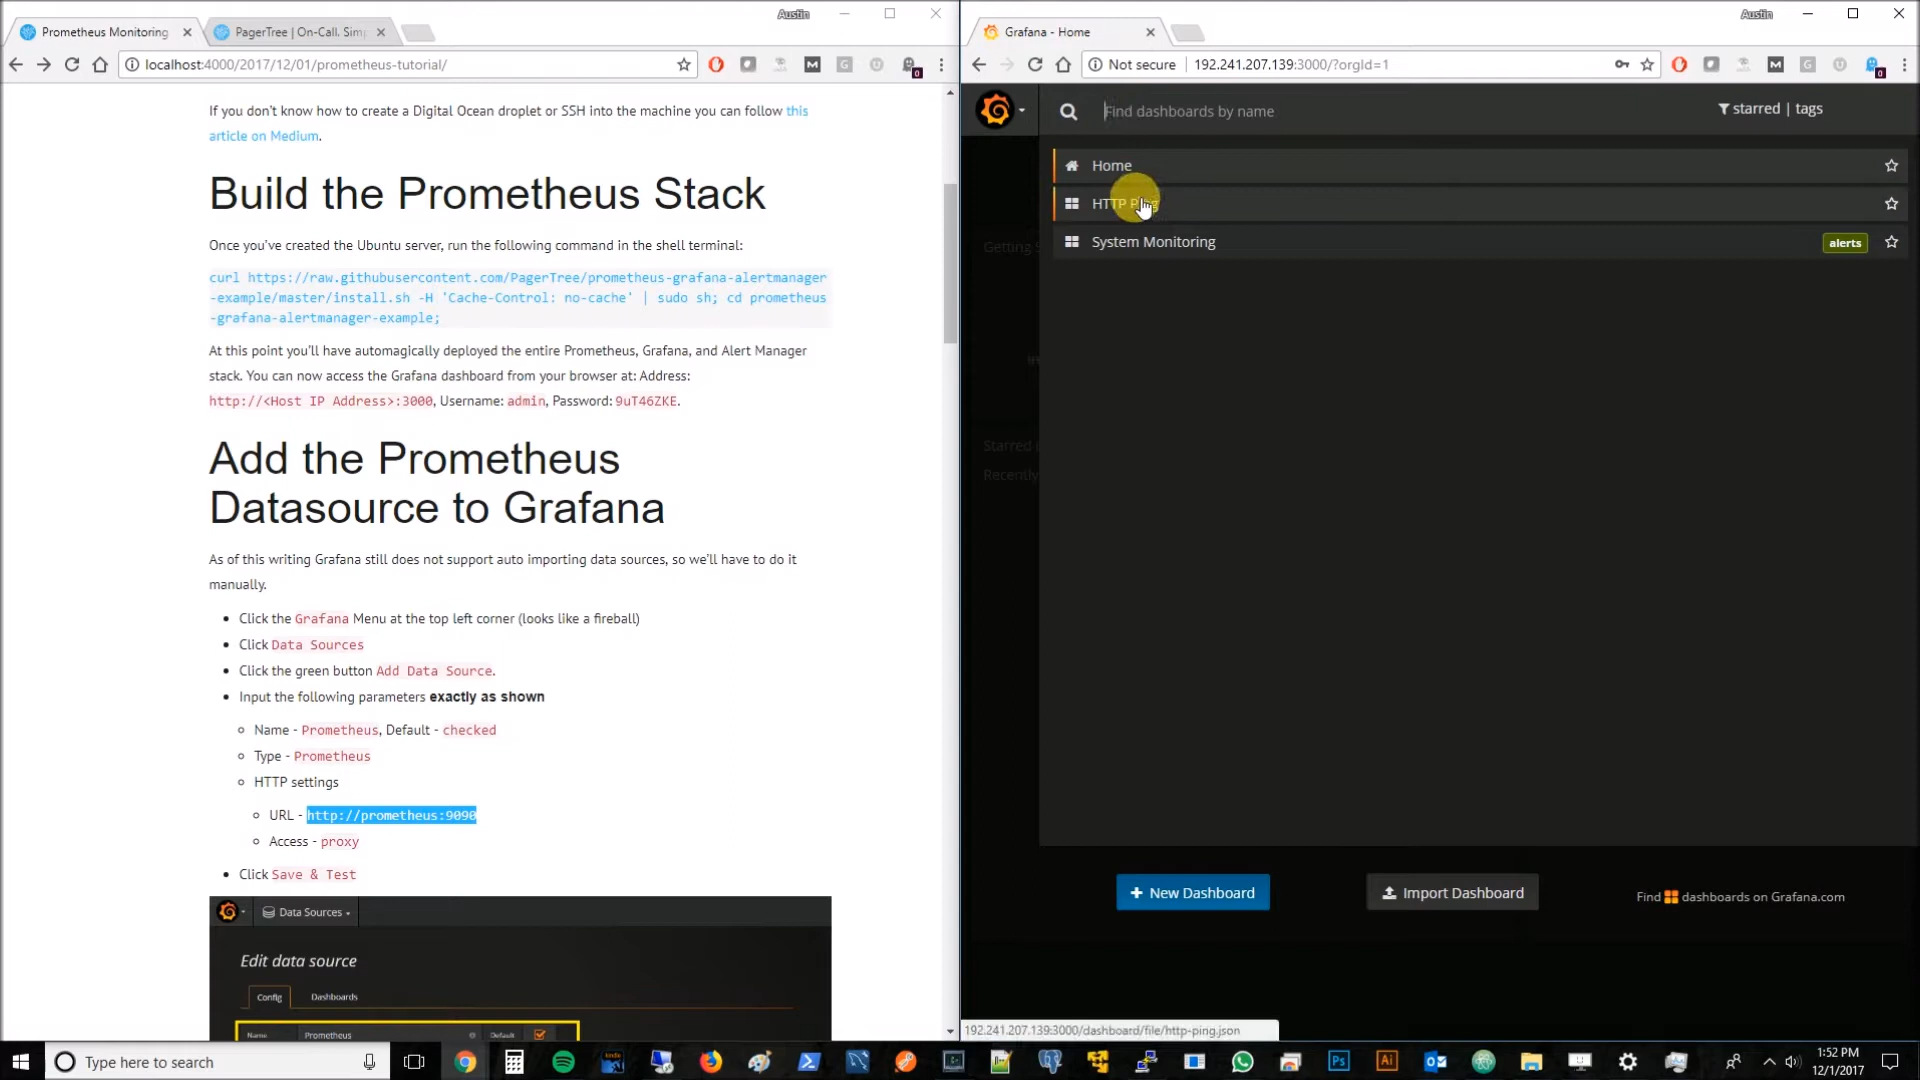 Austin
Prometheus Monitoring
PagerTree | On-Call. Simp
localhost:4000/2017/12/01/prometheus-tutorial/
0
If you don’t know how to create a Digital Ocean droplet or SSH into the machine you can follow this
article on Medium.
Build the Prometheus Stack
Once you’ve created the Ubuntu server, run the following command in the shell terminal:
curl https://raw.githubusercontent.com/PagerTree/prometheus-grafana-alertmanager
-example/master/install.sh -H 'Cache-Control: no-cache' | sudo sh; cd prometheus
-grafana-alertmanager-example;
At this point you’ll have automagically deployed the entire Prometheus, Grafana, and Alert Manager
stack. You can now access the Grafana dashboard from your browser at: Address:
http://<Host IP Address>:3000, Username: admin, Password: 9uT46ZKE.
Add the Prometheus
Datasource to Grafana
As of this writing Grafana still does not support auto importing data sources, so we’ll have to do it
manually.
Click the Grafana Menu at the top left corner (looks like a fireball)
Click Data Sources
Click the green button Add Data Source.
Input the following parameters exactly as shown
Name - Prometheus, Default - checked
Type - Prometheus
HTTP settings
URL - http://prometheus:9090
Access - proxy
Click Save & Test
Data Sources
Edit data source
Config Dashboards
Name Prometheus Default
Austin
Grafana - Home
Not secure | 192.241.207.139:3000/?orgId=1
0
Find dashboards by name
starred | tags
Home
HTTP Ping
System Monitoring
alerts
Getting S
Starred
Recently
New Dashboard
Import Dashboard
Find dashboards on Grafana.com
192.241.207.139:3000/dashboard/file/http-ping.json
Type here to search
kindle
Ps
Ai
1:52 PM
12/1/2017